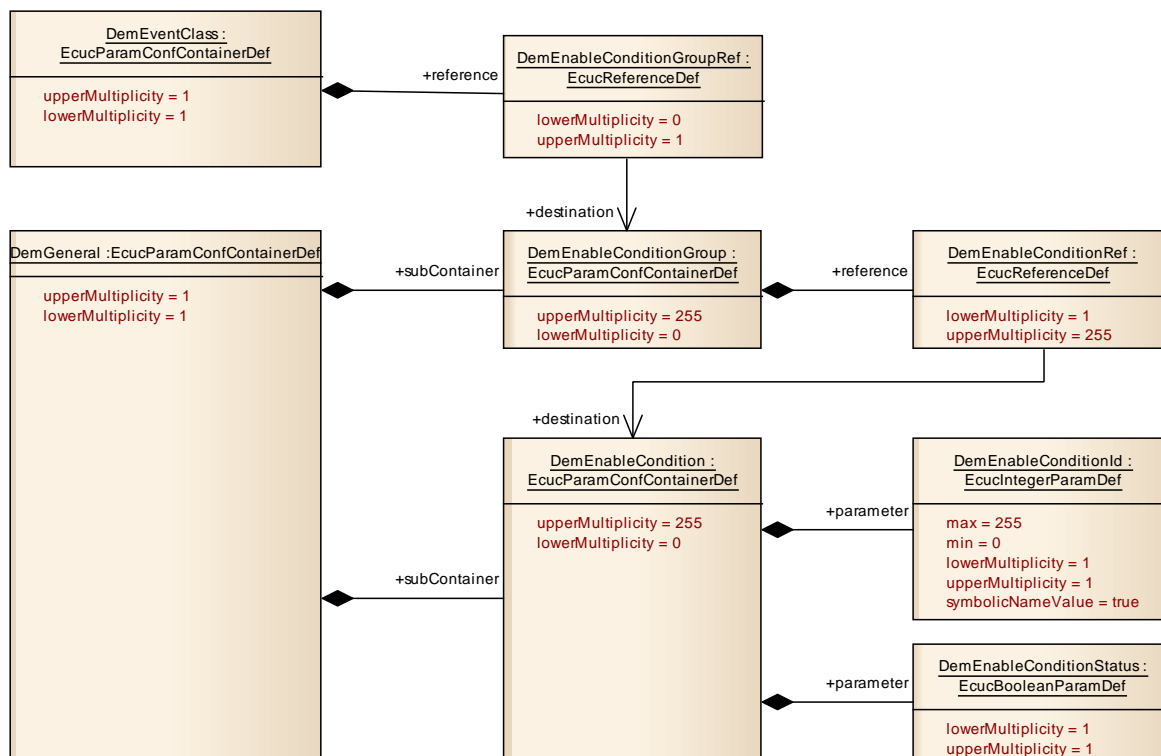 DemEventClass :
EcucParamConfContainerDef
upperMultiplicity = 1
lowerMultiplicity = 1
+reference
DemEnableConditionGroupRef :
EcucReferenceDef
lowerMultiplicity = 0
upperMultiplicity = 1
+destination
DemGeneral :EcucParamConfContainerDef
upperMultiplicity = 1
lowerMultiplicity = 1
+subContainer
DemEnableConditionGroup :
EcucParamConfContainerDef
upperMultiplicity = 255
lowerMultiplicity = 0
+reference
DemEnableConditionRef :
EcucReferenceDef
lowerMultiplicity = 1
upperMultiplicity = 255
+destination
+subContainer
DemEnableCondition :
EcucParamConfContainerDef
upperMultiplicity = 255
lowerMultiplicity = 0
+parameter
DemEnableConditionId :
EcucIntegerParamDef
max = 255
min = 0
lowerMultiplicity = 1
upperMultiplicity = 1
symbolicNameValue = true
+parameter
DemEnableConditionStatus :
EcucBooleanParamDef
lowerMultiplicity = 1
upperMultiplicity = 1